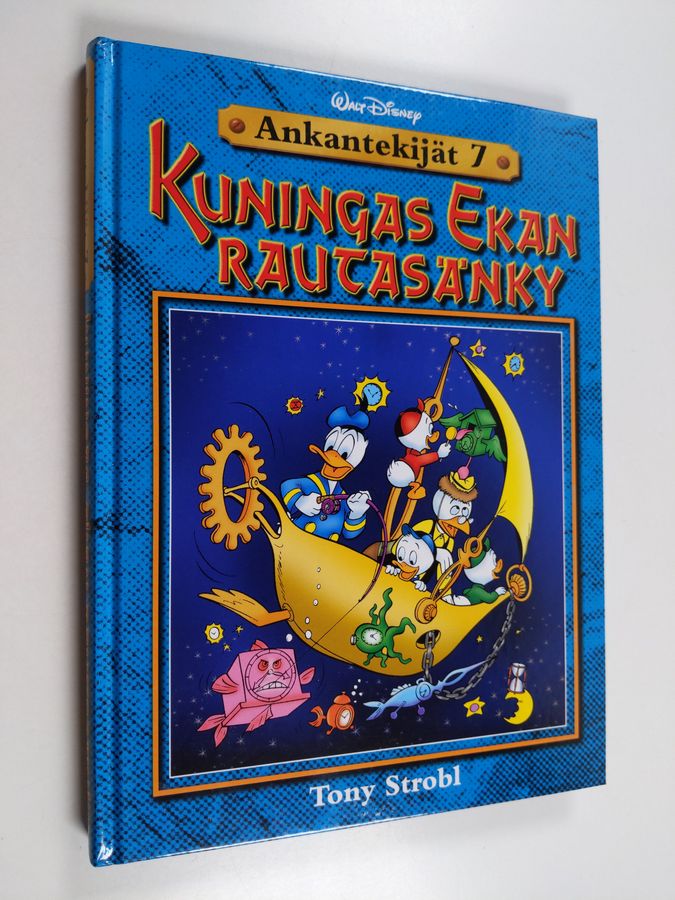 Walt Disney
Ankantekijät 7
Kuningas Ekan
rautasänky
Tony Strobl